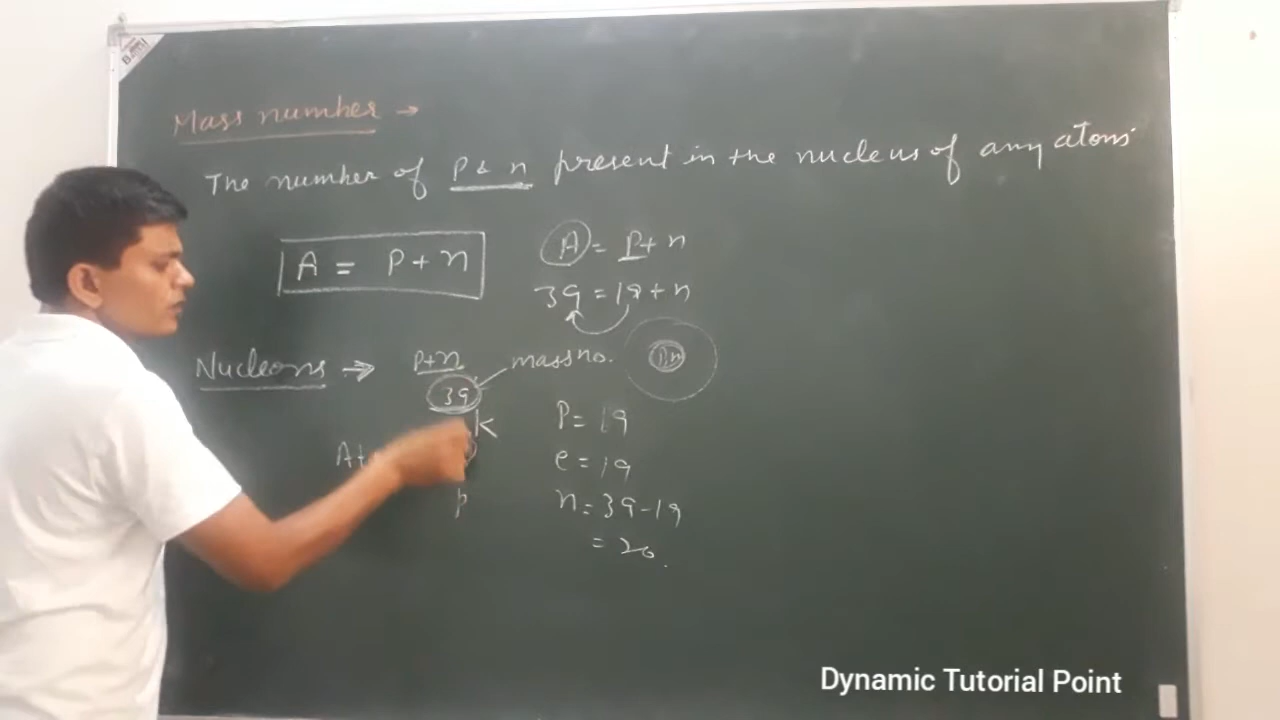 Mass number →
The number of P & n present in the nucleus of any atoms
A = P + n
A = P + n
39 = 19 + n
Nucleons → P+n mass no.
39
K
P = 19
e = 19
p
n = 39 - 19
= 20.
Dynamic Tutorial Point